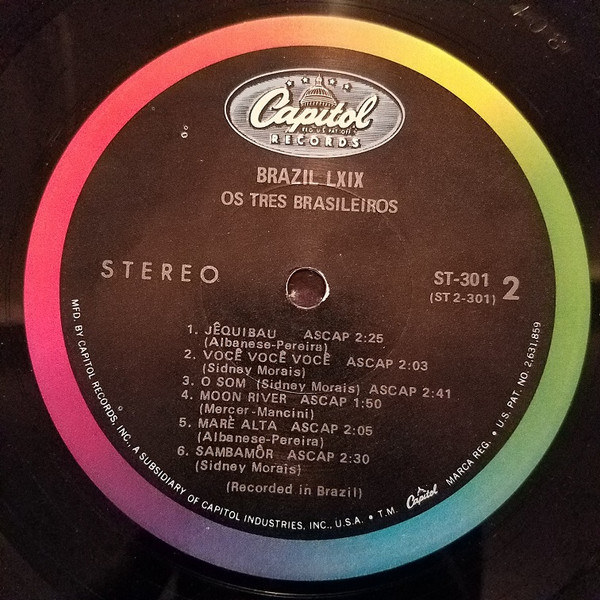 Capitol
RECORDS
BRAZIL LXIX
OS TRES BRASILEIROS
STEREO
ST-301 2
(ST 2-301)
1. JÊQUIBAU ASCAP 2:25
(Albanese-Pereira)
2. VOCÊ VOCÊ VOCÊ ASCAP 2:03
(Sidney Morais)
3. O SOM (Sidney Morais) ASCAP 2:41
4. MOON RIVER ASCAP 1:50
(Mercer-Mancini)
5. MARÈ ALTA ASCAP 2:05
(Albanese-Pereira)
6. SAMBAMÔR ASCAP 2:30
(Sidney Morais)
(Recorded in Brazil)
MFD. BY CAPITOL RECORDS, INC., A SUBSIDIARY OF CAPITOL INDUSTRIES, INC., U.S.A. • T.M. Capitol MARCA REG. • U.S. PAT. NO. 2,631,859